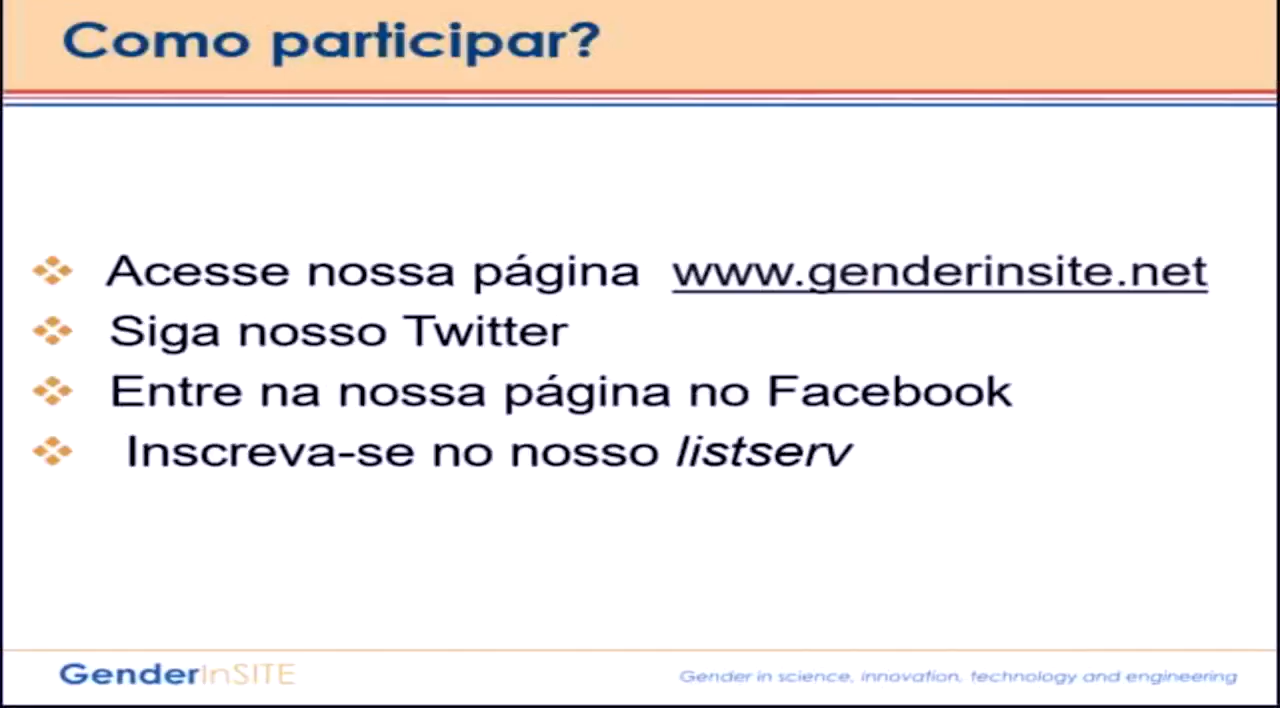 Como participar?
Acesse nossa página www.genderinsite.net
Siga nosso Twitter
Entre na nossa página no Facebook
Inscreva-se no nosso listserv
GenderInSITE
Gender in science, innovation, technology and engineering